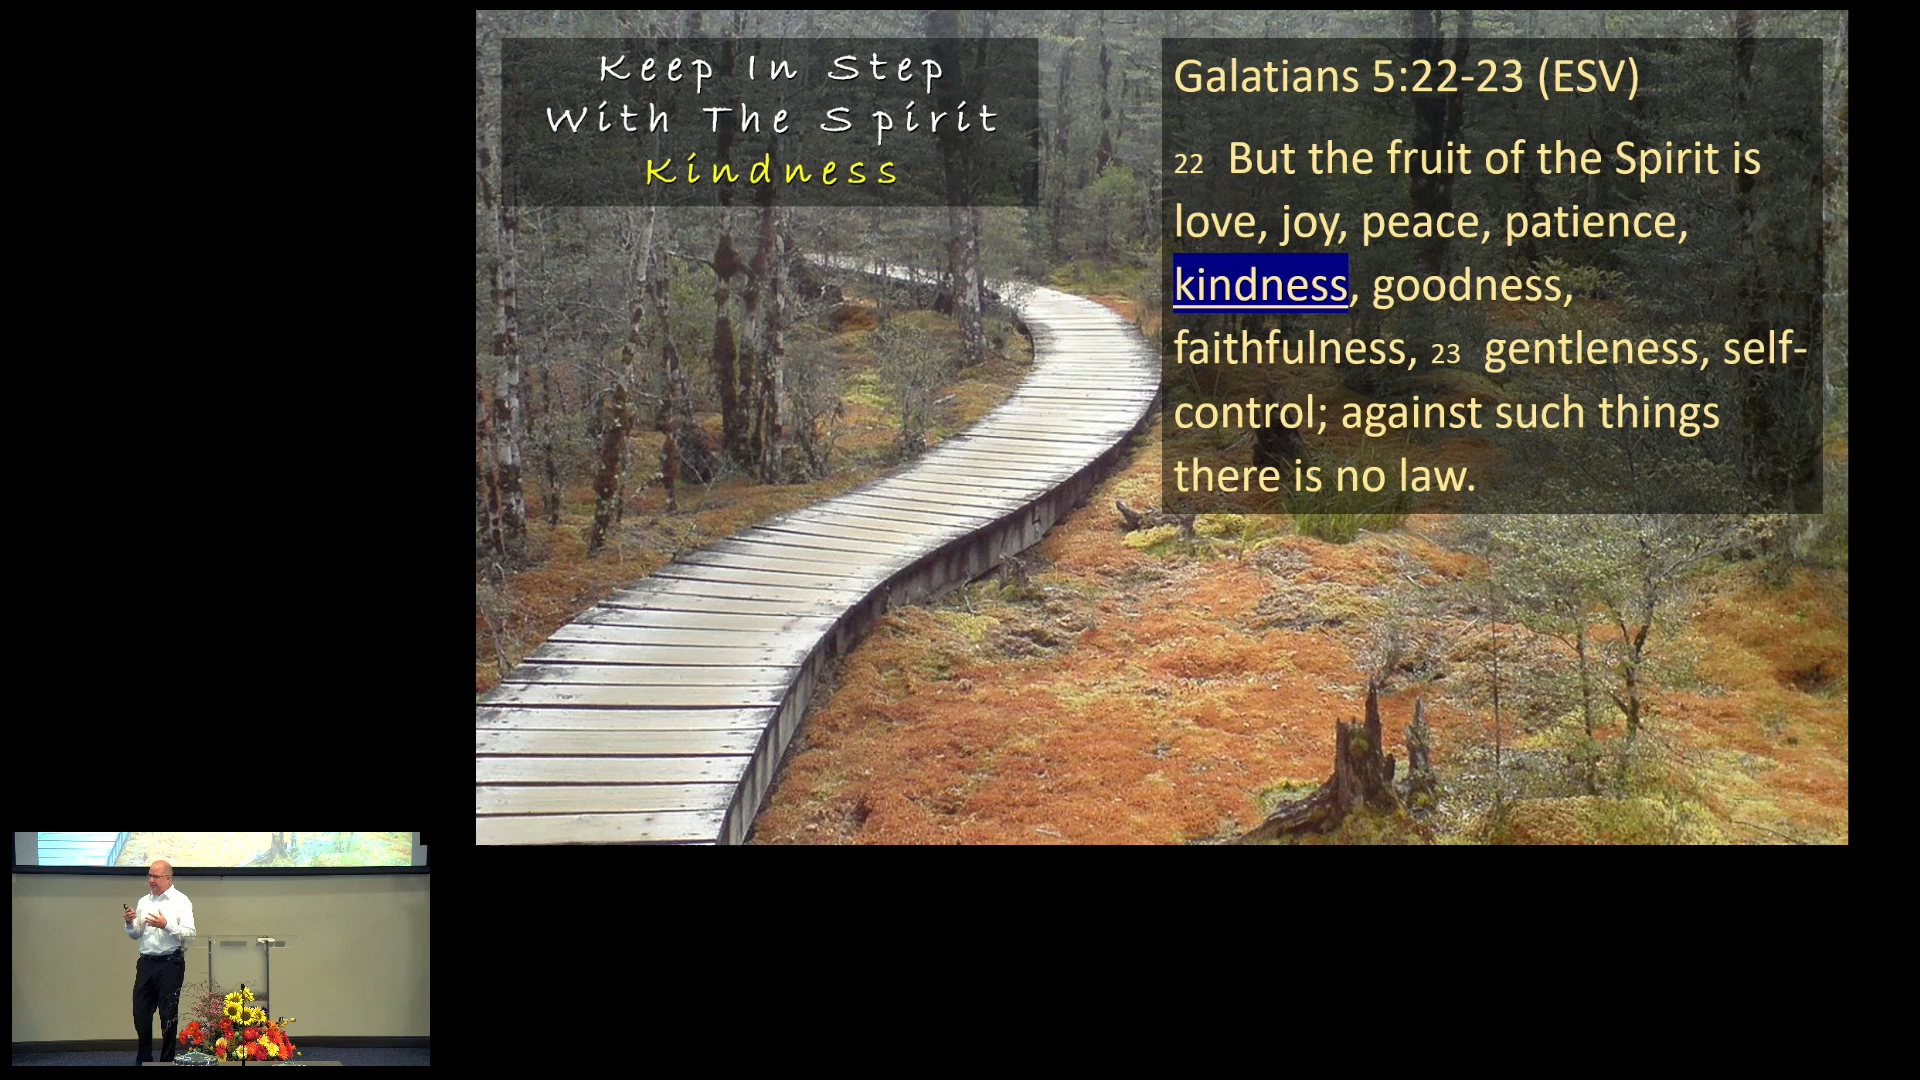 Keep In Step
With The Spirit
Kindness
Galatians 5:22-23 (ESV)
22 But the fruit of the Spirit is
love, joy, peace, patience,
kindness, goodness,
faithfulness, 23 gentleness, self-
control; against such things
there is no law.